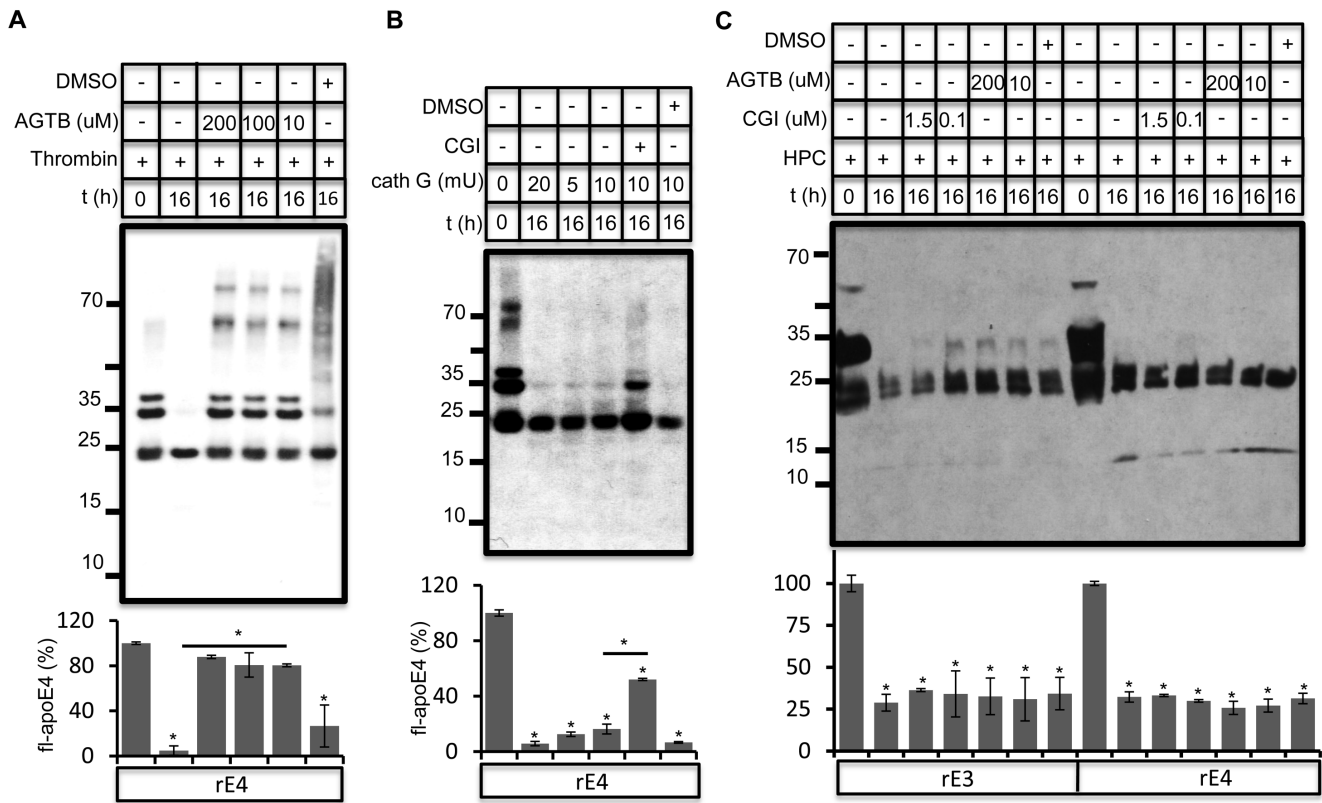 A
DMSO - - - - - +
AGTB (uM) - - 200 100 10 -
Thrombin + + + + + +
t (h) 0 16 16 16 16 16
70
35
25
15
10
120
80
40
0
fl-apoE4 (%)
* * *
rE4
B
DMSO - - - - - +
CGI - - - - + -
cath G (mU) 0 20 5 10 10 10
t (h) 0 16 16 16 16 16
70
35
25
15
10
120
80
40
0
fl-apoE4 (%)
* * * * * *
rE4
C
DMSO - - - - - - + - - - - - - +
AGTB (uM) - - - - 200 10 - - - - - 200 10 -
CGI (uM) - - 1.5 0.1 - - - - - 1.5 0.1 - - -
HPC + + + + + + + + + + + + + +
t (h) 0 16 16 16 16 16 16 0 16 16 16 16 16 16
70
35
25
15
10
100
75
50
25
0
* * * * * * * * * * * *
rE3 rE4